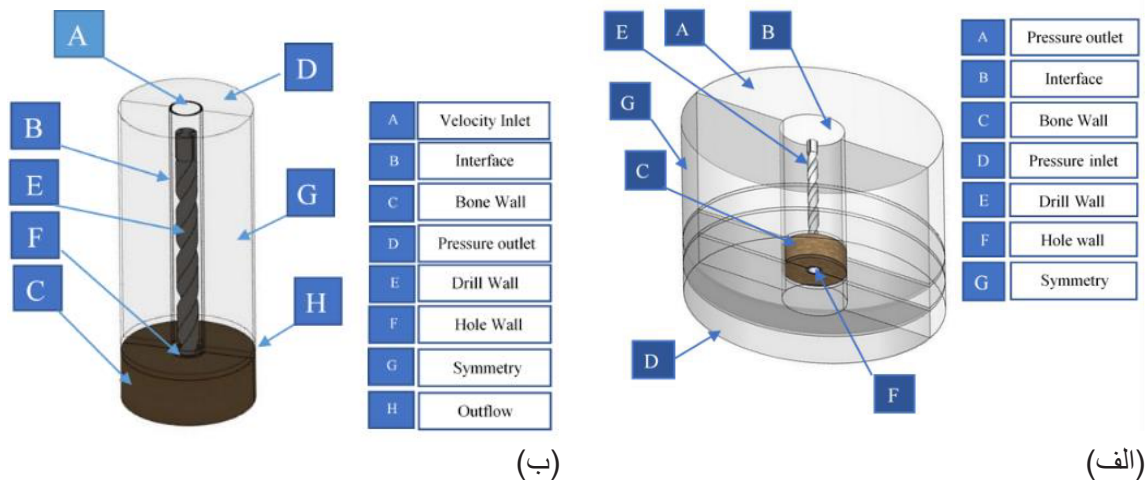 A
D
B
E
F
C
G
H
A Velocity Inlet
B Interface
C Bone Wall
D Pressure outlet
E Drill Wall
F Hole Wall
G Symmetry
H Outflow
(ب)
E
A
B
G
C
D
F
A Pressure outlet
B Interface
C Bone Wall
D Pressure inlet
E Drill Wall
F Hole wall
G Symmetry
(الف)